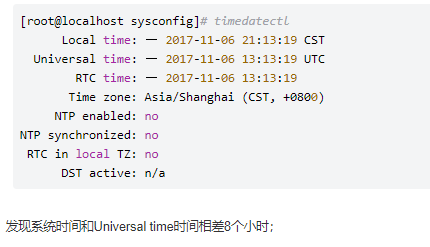 [root@localhost sysconfig]# timedatectl
Local time: 一 2017-11-06 21:13:19 CST
Universal time: 一 2017-11-06 13:13:19 UTC
RTC time: 一 2017-11-06 13:13:19
Time zone: Asia/Shanghai (CST, +0800)
NTP enabled: no
NTP synchronized: no
RTC in local TZ: no
DST active: n/a
发现系统时间和Universal time时间相差8个小时;